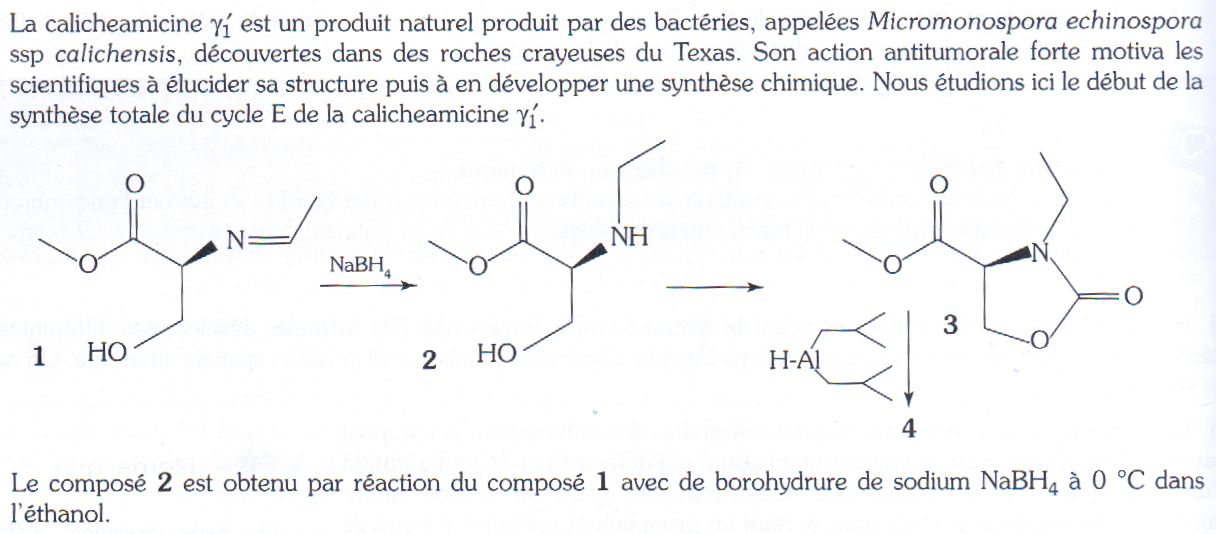 La calicheamicine γ₁′ est un produit naturel produit par des bactéries, appelées Micromonospora echinospora
ssp calichensis, découvertes dans des roches crayeuses du Texas. Son action antitumorale forte motiva les
scientifiques à élucider sa structure puis à en développer une synthèse chimique. Nous étudions ici le début de la
synthèse totale du cycle E de la calicheamicine γ₁′.
O
N
O
HO
1
NaBH₄
O
NH
O
HO
2
O
N
O
O
O
3
H-Al
4
Le composé 2 est obtenu par réaction du composé 1 avec de borohydrure de sodium NaBH₄ à 0 °C dans
l'éthanol.